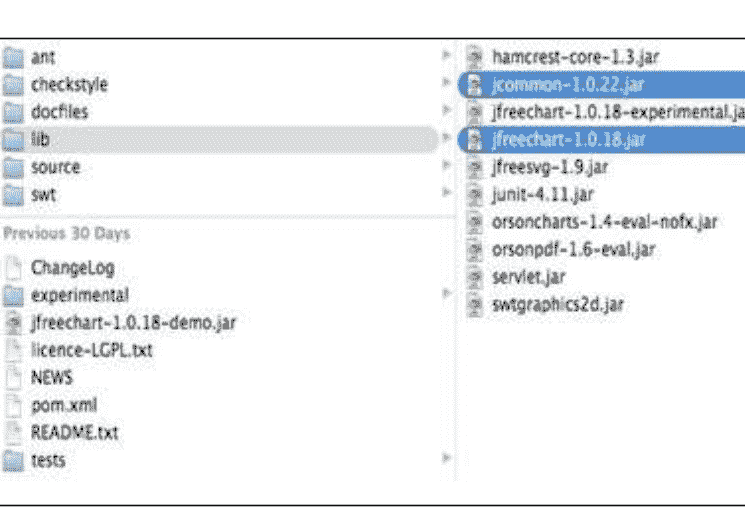 ant
checkstyle
docfiles
lib
source
swt
Previous 30 Days
ChangeLog
experimental
jfreechart-1.0.18-demo.jar
licence-LGPL.txt
NEWS
pom.xml
README.txt
tests
hamcrest-core-1.3.jar
jcommon-1.0.22.jar
jfreechart-1.0.18-experimental.ja
jfreechart-1.0.18.jar
jfreesvg-1.9.jar
junit-4.11.jar
orsoncharts-1.4-eval-nofx.jar
orsonpdf-1.6-eval.jar
servlet.jar
swtgraphics2d.jar